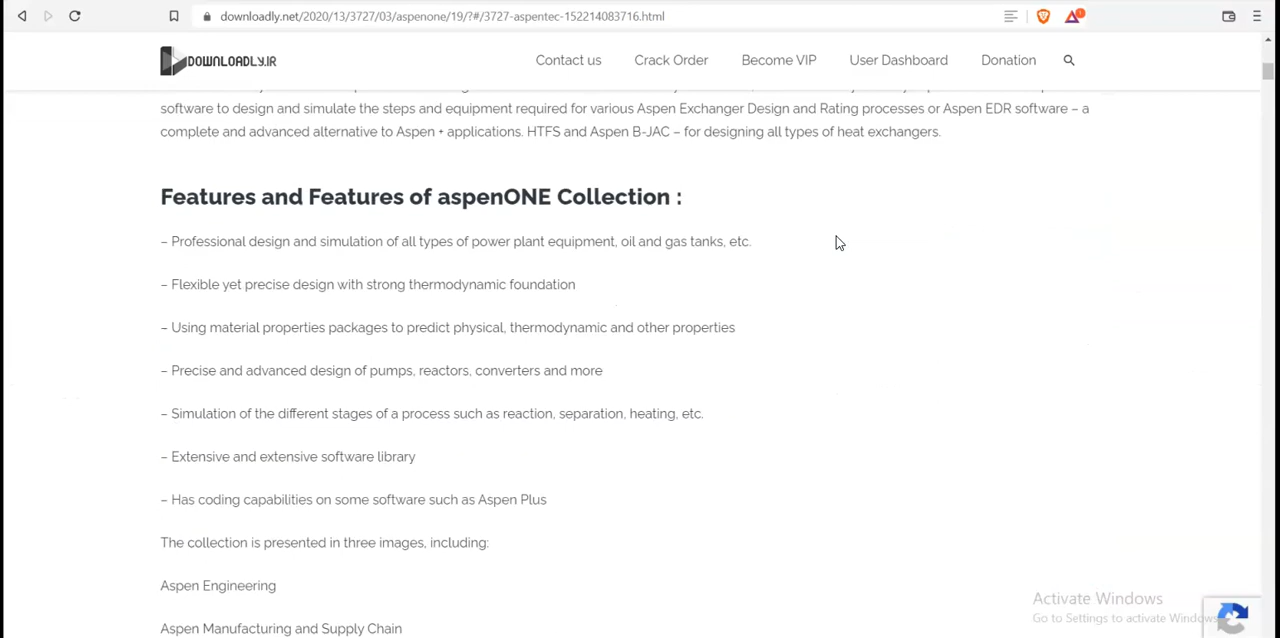 downloadly.net/2020/13/3727/03/aspenone/19/?#/3727-aspentec-152214083716.html
1
DOWNLOADLY.IR
Contact us
Crack Order
Become VIP
User Dashboard
Donation
software to design and simulate the steps and equipment required for various Aspen Exchanger Design and Rating processes or Aspen EDR software – a
complete and advanced alternative to Aspen + applications. HTFS and Aspen B-JAC – for designing all types of heat exchangers.
Features and Features of aspenONE Collection :
– Professional design and simulation of all types of power plant equipment, oil and gas tanks, etc.
– Flexible yet precise design with strong thermodynamic foundation
– Using material properties packages to predict physical, thermodynamic and other properties
– Precise and advanced design of pumps, reactors, converters and more
– Simulation of the different stages of a process such as reaction, separation, heating, etc.
– Extensive and extensive software library
– Has coding capabilities on some software such as Aspen Plus
The collection is presented in three images, including:
Aspen Engineering
Aspen Manufacturing and Supply Chain
Activate Windows
Go to Settings to activate Windows